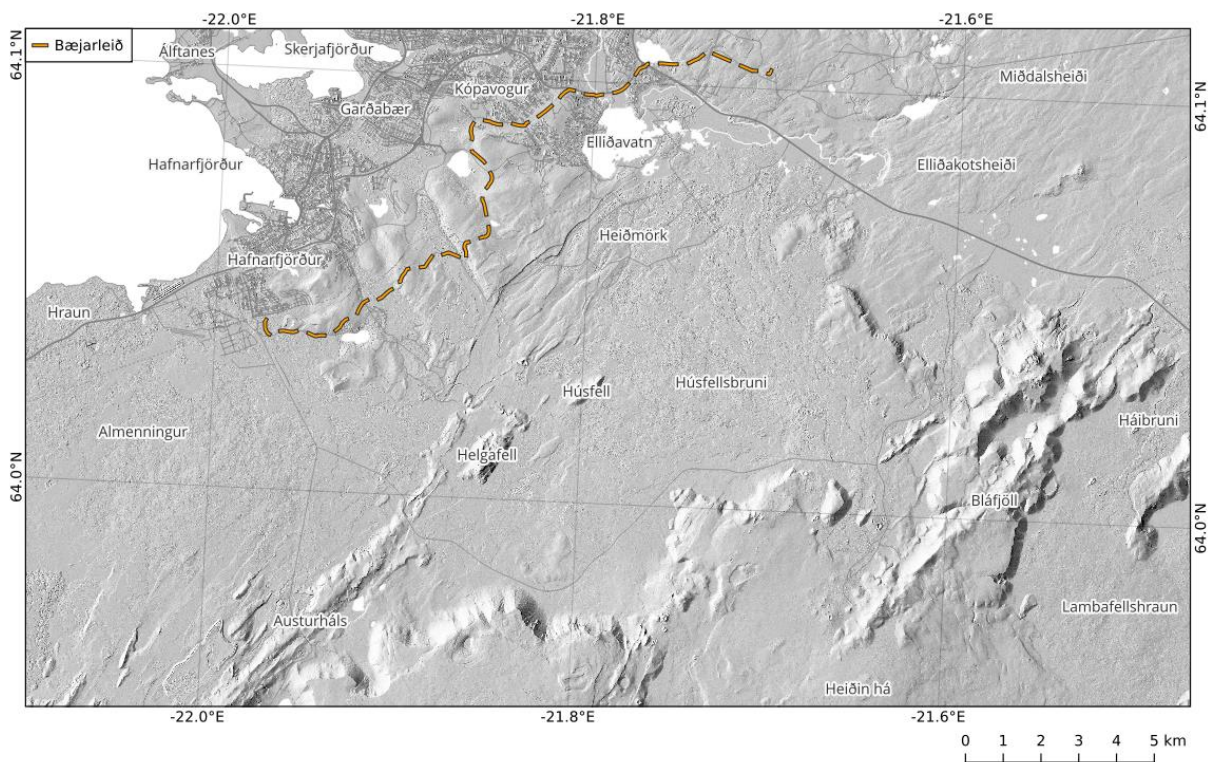 -22.0°E
-21.8°E
-21.6°E
64.1°N
Bæjarleið
Álftanes
Skerjafjörður
Miðdalsheiði
Kópavogur
Garðabær
64.1°N
Elliðavatn
Hafnarfjörður
Elliðakotsheiði
Heiðmörk
Hafnarfjörður
Hraun
Húsfell
Húsfellsbruni
Háibruni
Almenningur
Helgafell
64.0°N
Bláfjöll
64.0°N
Lambafellshraun
Austurháls
Heiðin há
-22.0°E
-21.8°E
-21.6°E
0 1 2 3 4 5 km